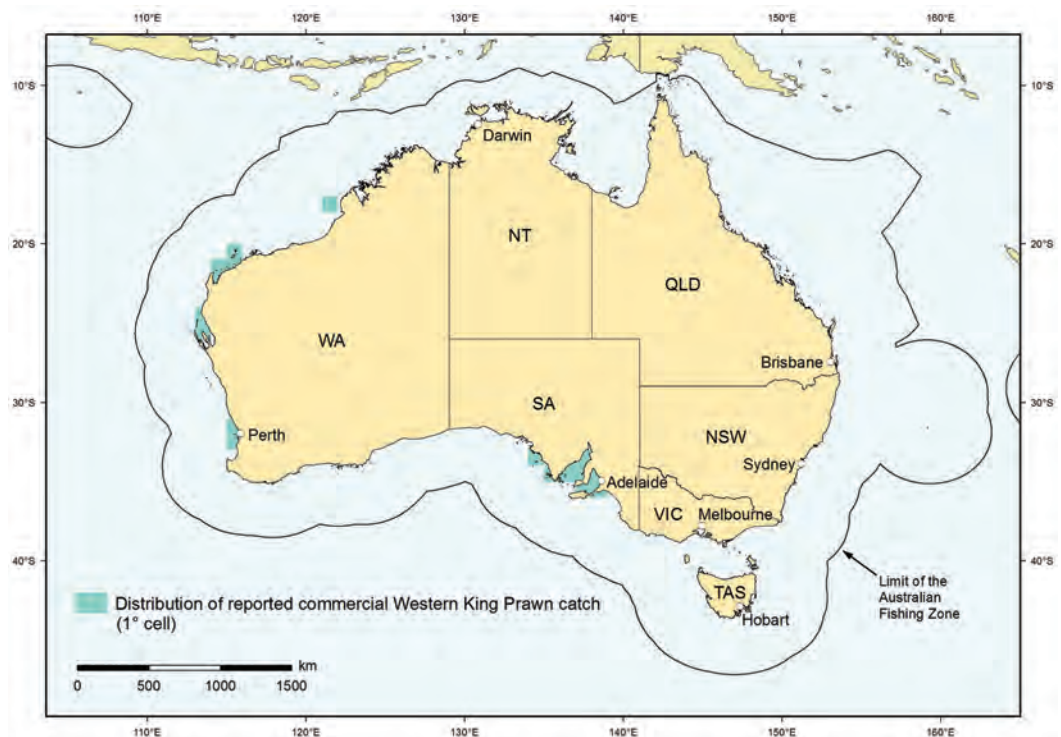 110°E 120°E 130°E 140°E 150°E 160°E
10°S 10°S
Darwin
20°S 20°S
NT
QLD
WA
Brisbane
SA
30°S 30°S
NSW
Perth
Sydney
Adelaide
VIC Melbourne
40°S 40°S
Limit of the
Australian
Fishing Zone
TAS
Hobart
Distribution of reported commercial Western King Prawn catch
(1° cell)
km
0 500 1000 1500
110°E 120°E 130°E 140°E 150°E 160°E